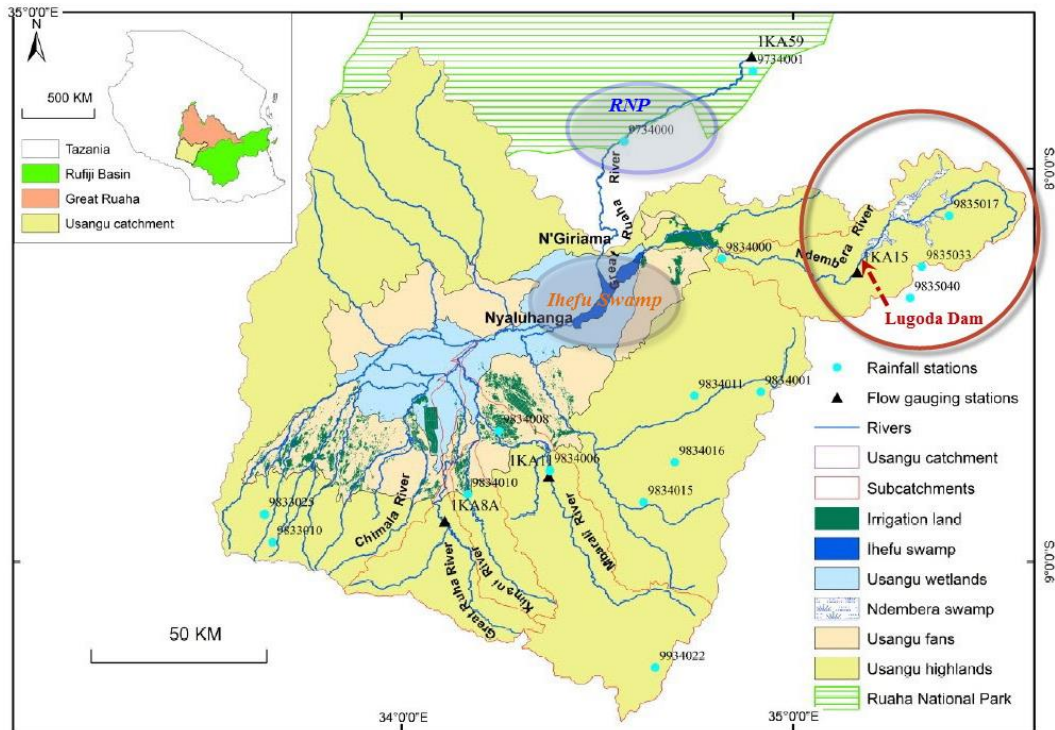 35°0'0"E
N
500 KM
Tazania
Rufiji Basin
Great Ruaha
Usangu catchment
1KA59
9734001
RNP
9734000
Great Ruaha River
8°0'0"S
9835017
Ndembera River
N'Giriama
9834000
KA15
9835033
9835040
Ihefu Swamp
Nyaluhanga
Lugoda Dam
Rainfall stations
Flow gauging stations
Rivers
Usangu catchment
Subcatchments
Irrigation land
Ihefu swamp
Usangu wetlands
Ndembera swamp
Usangu fans
Usangu highlands
Ruaha National Park
9834011
9834001
9834008
1KA11
9834006
9834016
9834010
9834015
1KA8A
9833025
9833010
Chimala River
Great Ruha River
Kimani River
Mbarali River
9°0'0"S
50 KM
9934022
34°0'0"E
35°0'0"E